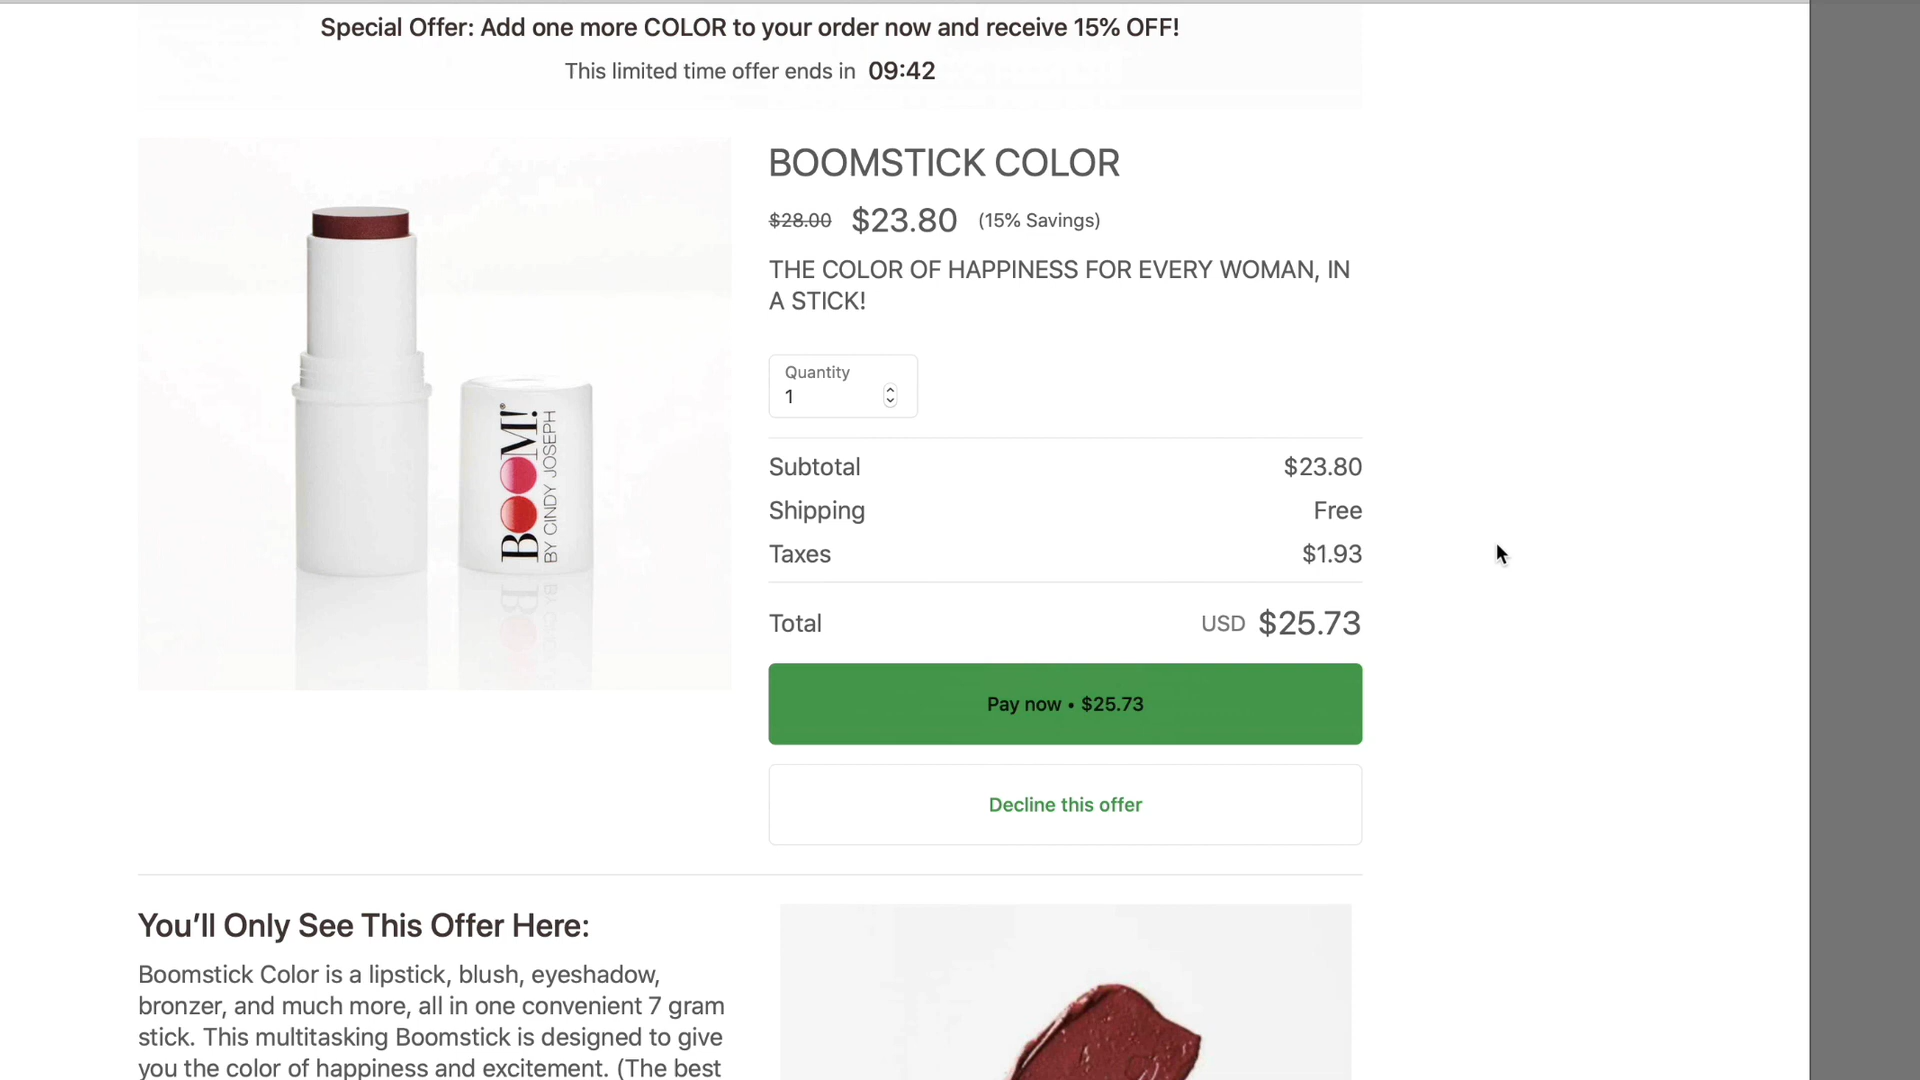 Special Offer: Add one more COLOR to your order now and receive 15% OFF!
This limited time offer ends in 09:42
BOOMSTICK COLOR
$28.00 $23.80 (15% Savings)
THE COLOR OF HAPPINESS FOR EVERY WOMAN, IN
A STICK!
BOOM!®
BY CINDY JOSEPH
Quantity
1
Subtotal $23.80
Shipping Free
Taxes $1.93
Total USD $25.73
Pay now • $25.73
Decline this offer
You’ll Only See This Offer Here:
Boomstick Color is a lipstick, blush, eyeshadow,
bronzer, and much more, all in one convenient 7 gram
stick. This multitasking Boomstick is designed to give
you the color of happiness and excitement. (The best